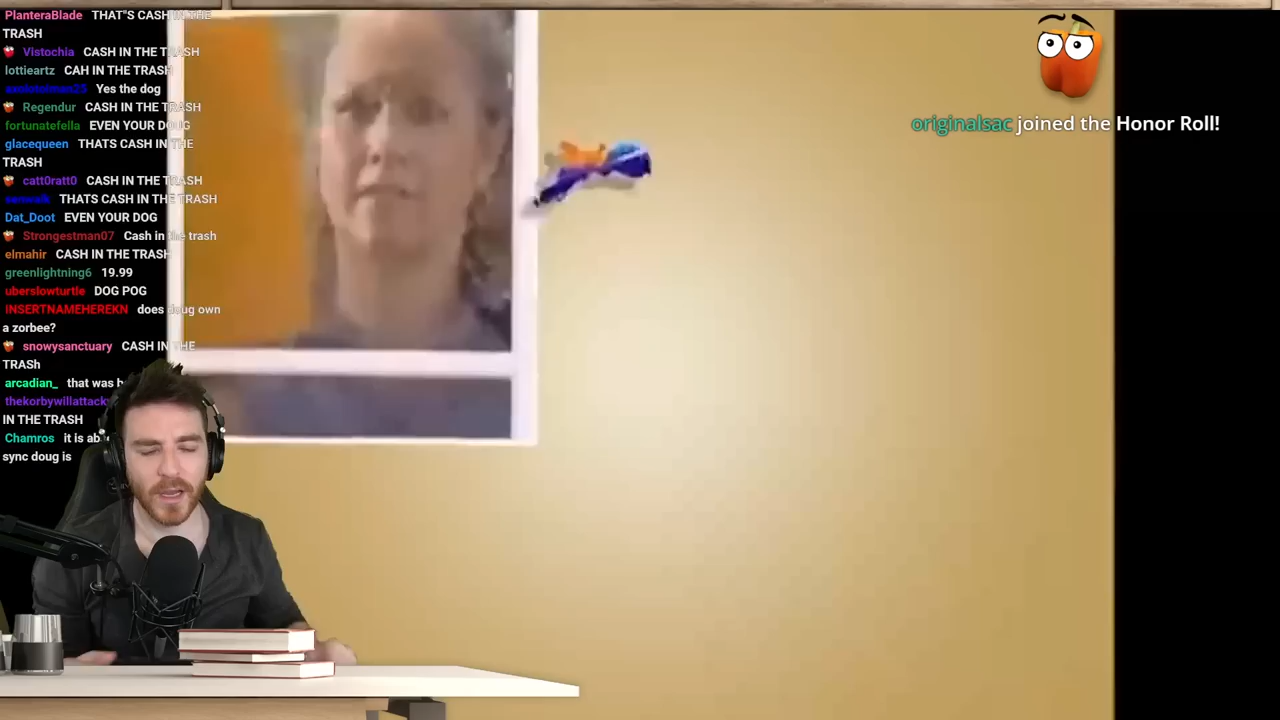 PlanteraBlade THAT"S CASH IN THE
TRASH
Vistochia CASH IN THE TRASH
lottieartz CAH IN THE TRASH
Yes the dog
Regendur CASH IN THE TRASH
fortunatefella EVEN YOUR DOUG
glacequeen THATS CASH IN THE
TRASH
catt0ratt0 CASH IN THE TRASH
THATS CASH IN THE TRASH
Dat_Doot EVEN YOUR DOG
Strongestman07 Cash in the trash
elmahir CASH IN THE TRASH
greenlightning6 19.99
uberslowturtle DOG POG
INSERTNAMEHEREKN does doug own
a zorbee?
snowysanctuary CASH IN THE
TRASh
arcadian_ that was
thekorbywillattack
IN THE TRASH
Chamros it is
sync doug is
originalsac joined the Honor Roll!